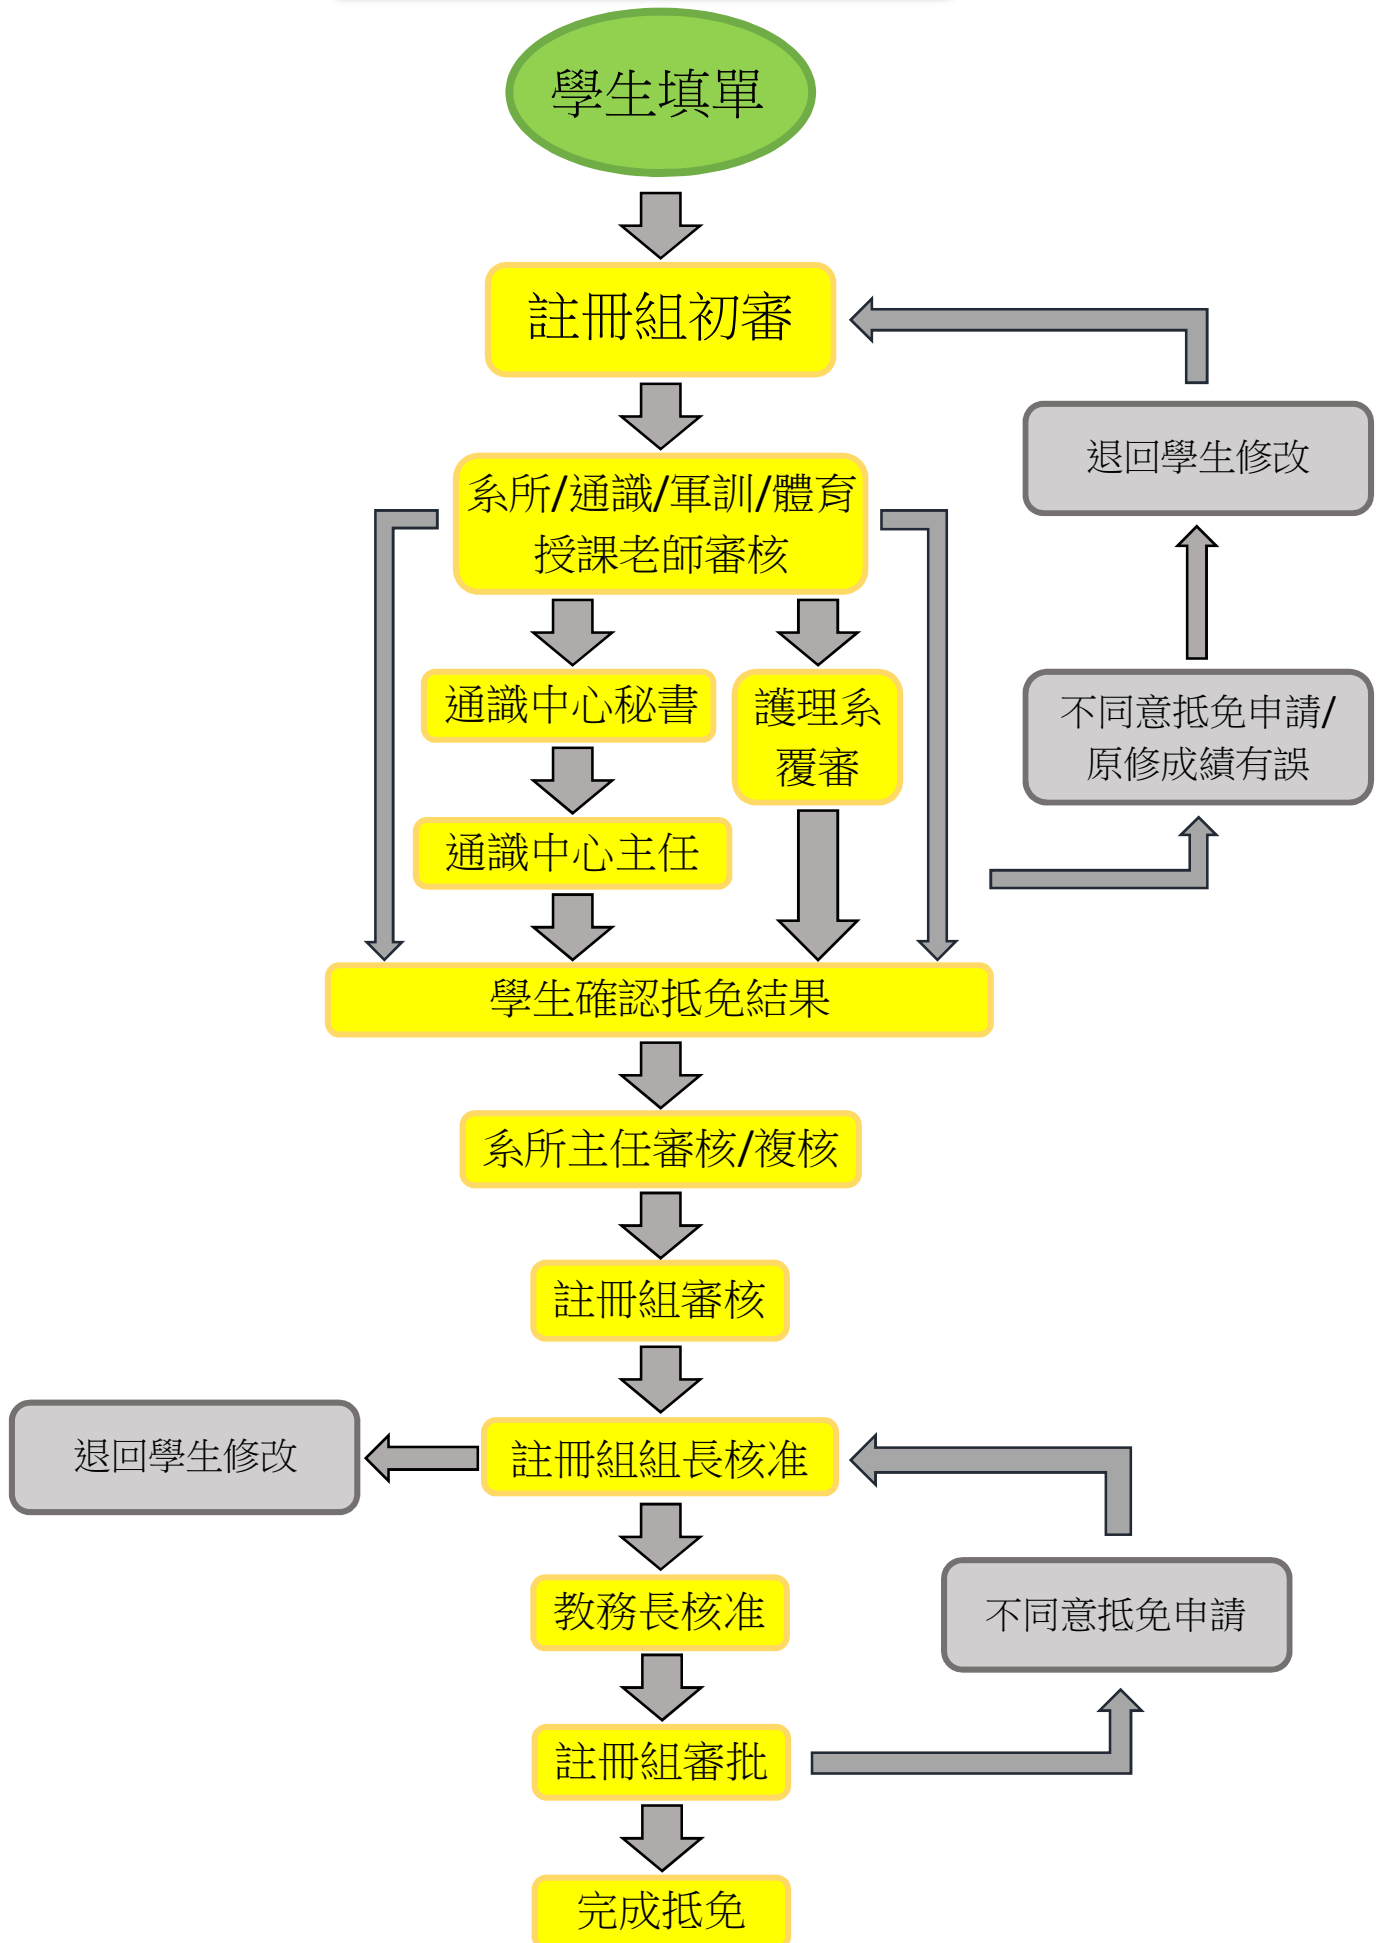 學生填單
註冊組初審
退回學生修改
系所/通識/軍訓/體育
授課老師審核
通識中心秘書
護理系
覆審
不同意抵免申請/
原修成績有誤
通識中心主任
學生確認抵免結果
系所主任審核/複核
註冊組審核
退回學生修改
註冊組組長核准
教務長核准
不同意抵免申請
註冊組審批
完成抵免